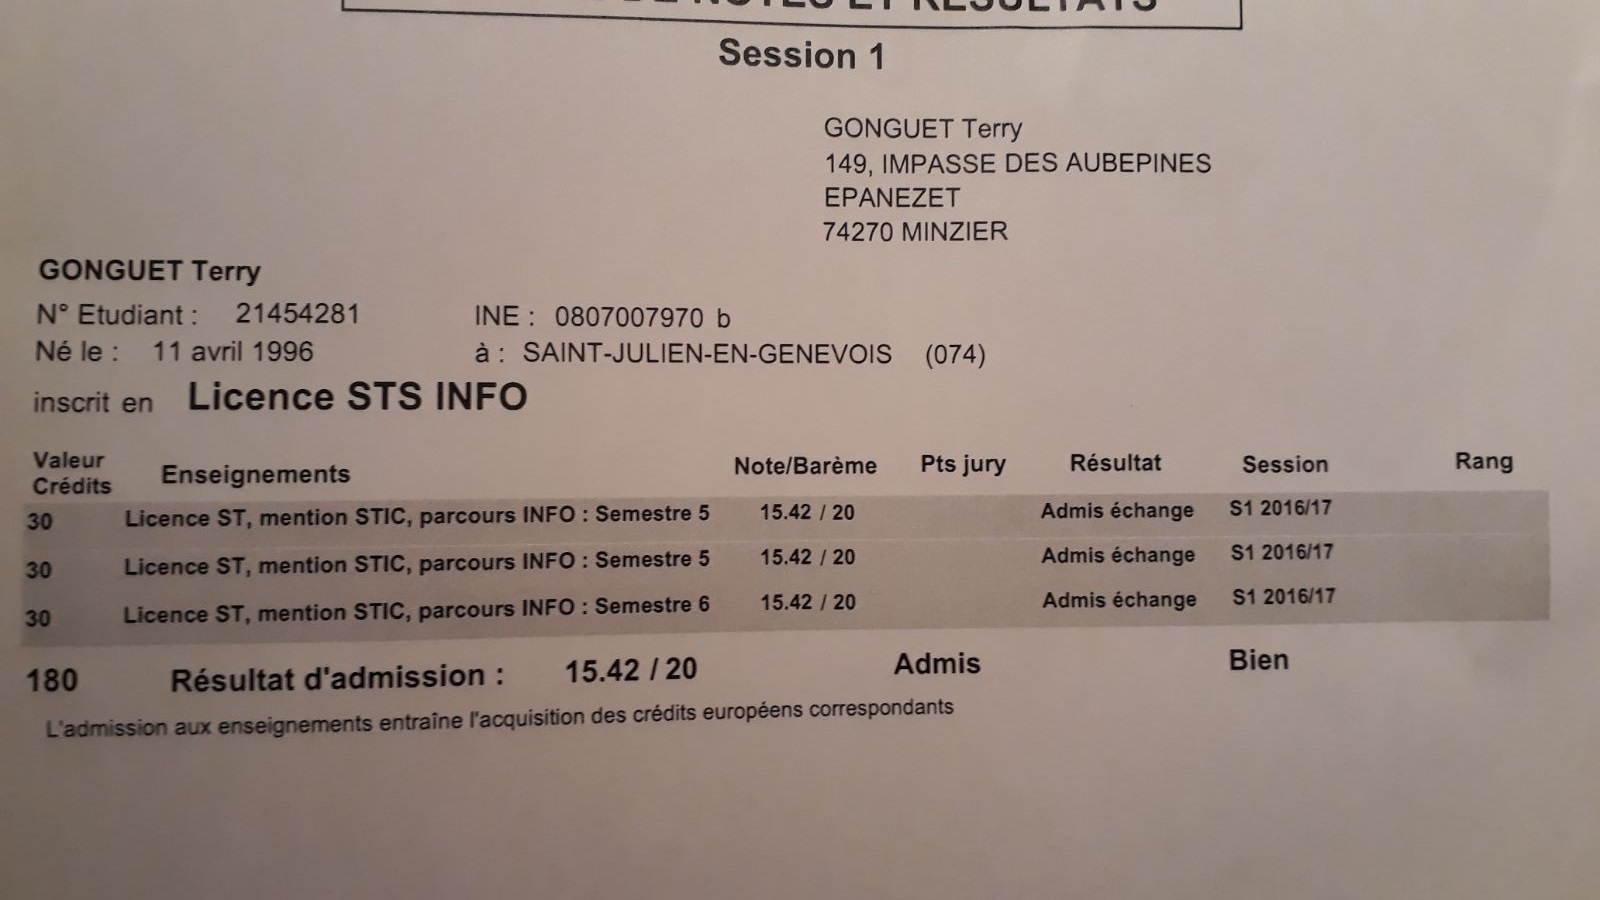 DE NOTES ET RESULTATS
Session 1
GONGUET Terry
149, IMPASSE DES AUBEPINES
EPANEZET
74270 MINZIER
GONGUET Terry
N° Etudiant : 21454281 INE : 0807007970 b
Né le : 11 avril 1996 à : SAINT-JULIEN-EN-GENEVOIS (074)
inscrit en Licence STS INFO
Valeur Crédits Enseignements Note/Barème Pts jury Résultat Session Rang
30 Licence ST, mention STIC, parcours INFO : Semestre 5 15.42 / 20 Admis échange S1 2016/17
30 Licence ST, mention STIC, parcours INFO : Semestre 5 15.42 / 20 Admis échange S1 2016/17
30 Licence ST, mention STIC, parcours INFO : Semestre 6 15.42 / 20 Admis échange S1 2016/17
180 Résultat d'admission : 15.42 / 20 Admis Bien
L'admission aux enseignements entraîne l'acquisition des crédits européens correspondants